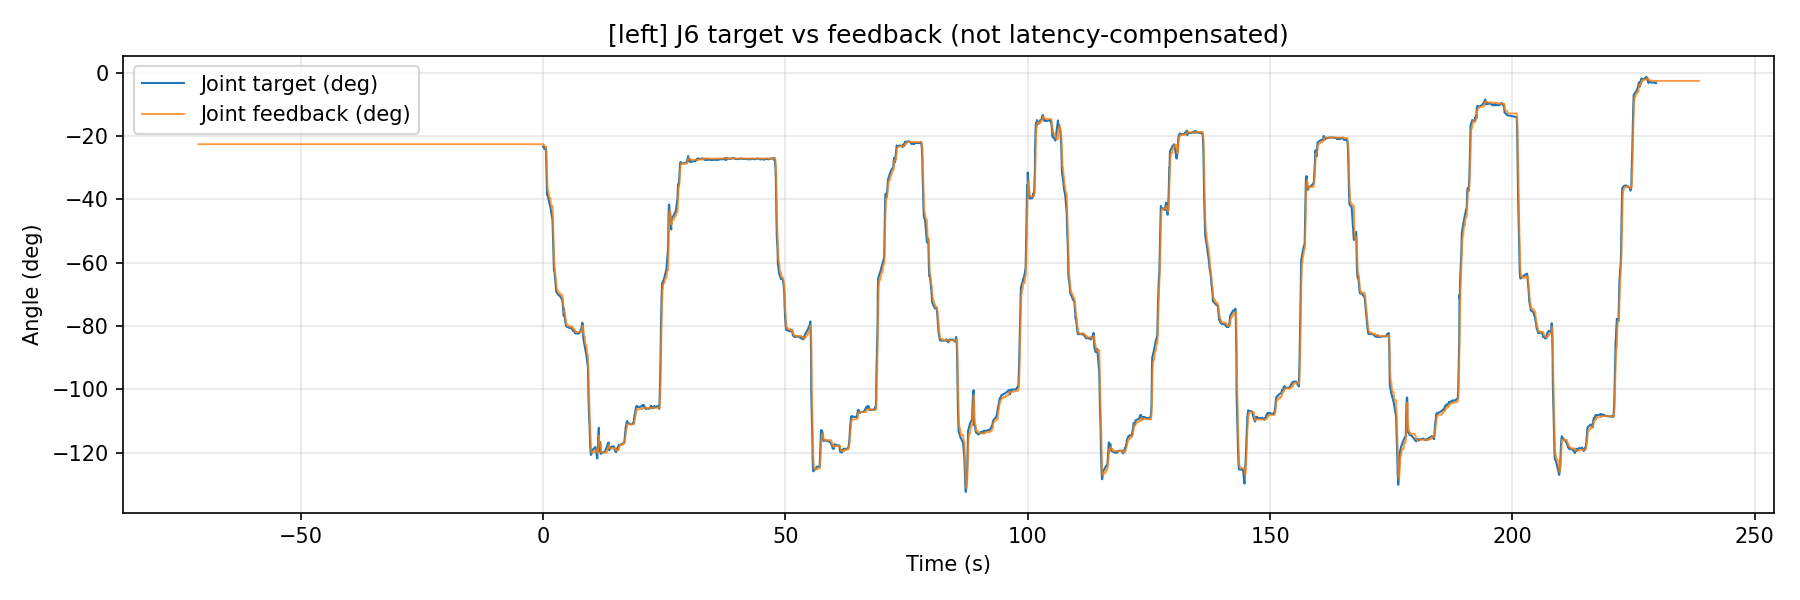 [left] J6 target vs feedback (not latency-compensated)
Joint target (deg)
Joint feedback (deg)
Angle (deg)
0
−20
−40
−60
−80
−100
−120
−50
0
50
100
150
200
250
Time (s)